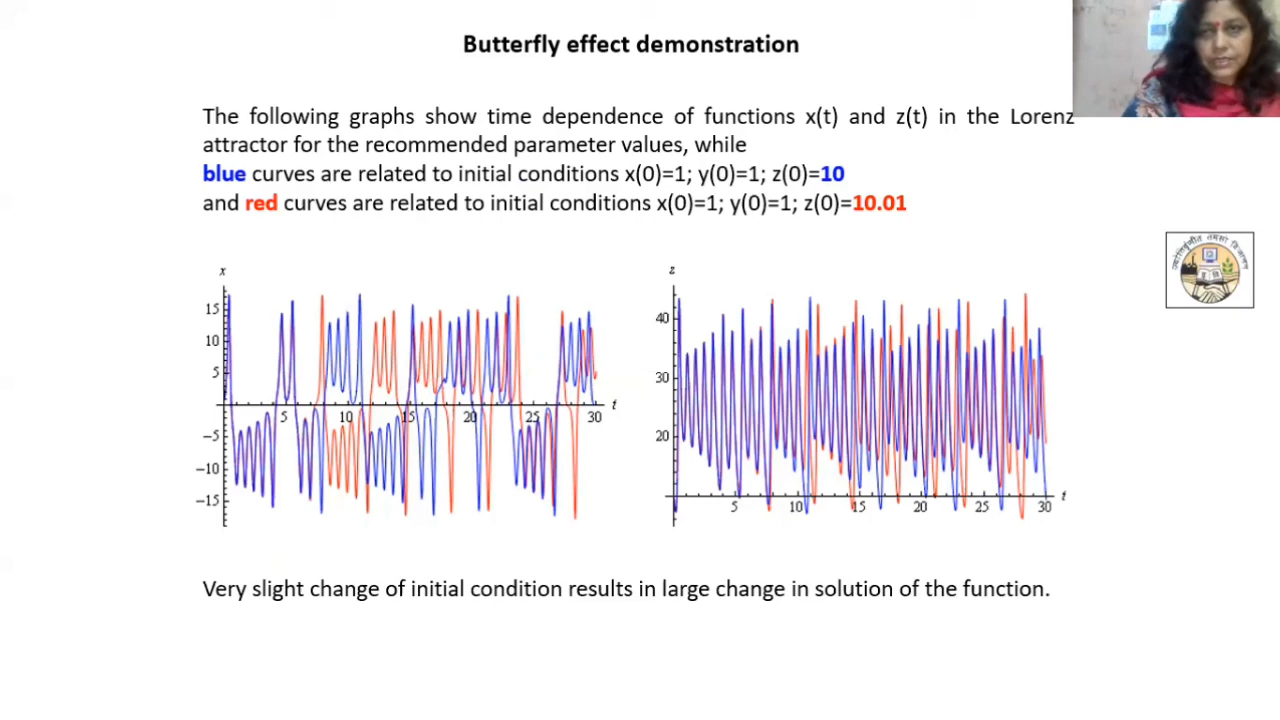 Butterfly effect demonstration
The following graphs show time dependence of functions x(t) and z(t) in the Lorenz
attractor for the recommended parameter values, while
blue curves are related to initial conditions x(0)=1; y(0)=1; z(0)=10
and red curves are related to initial conditions x(0)=1; y(0)=1; z(0)=10.01
x
15
10
5
−5
−10
−15
5 10 15 20 25 30 t
z
40
30
20
5 10 15 20 25 30 t
Very slight change of initial condition results in large change in solution of the function.